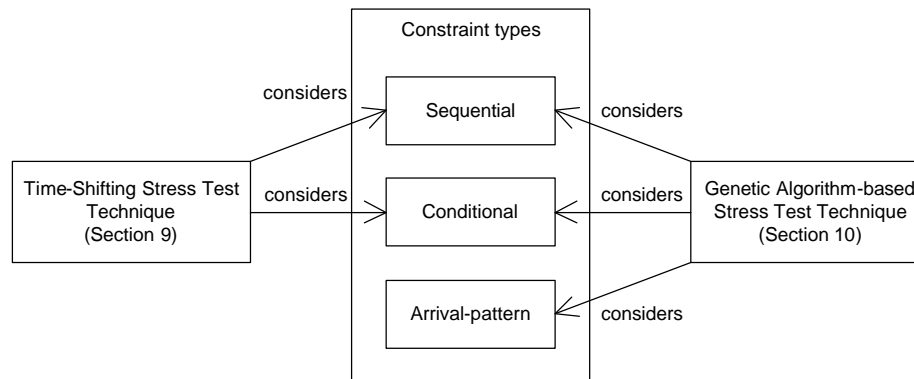 Constraint types
considers
Sequential
considers
Time-Shifting Stress Test
Technique
(Section 9)
considers
Conditional
considers
Genetic Algorithm-based
Stress Test Technique
(Section 10)
Arrival-pattern
considers